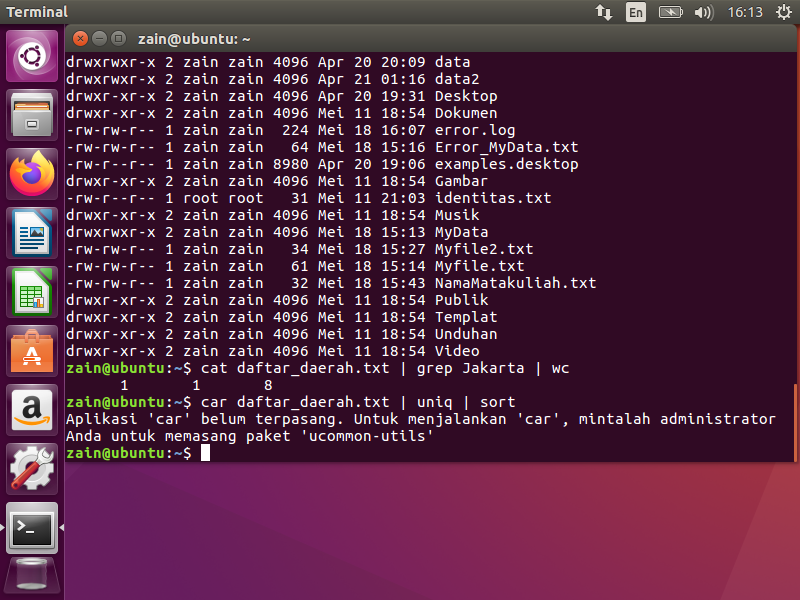 Terminal
En
16:13
zain@ubuntu: ~
drwxrwxr-x 2 zain zain 4096 Apr 20 20:09 data
drwxrwxr-x 2 zain zain 4096 Apr 21 01:16 data2
drwxr-xr-x 2 zain zain 4096 Apr 20 19:31 Desktop
drwxr-xr-x 2 zain zain 4096 Mei 11 18:54 Dokumen
-rw-rw-r-- 1 zain zain  224 Mei 18 16:07 error.log
-rw-rw-r-- 1 zain zain   64 Mei 18 15:16 Error_MyData.txt
-rw-r--r-- 1 zain zain 8980 Apr 20 19:06 examples.desktop
drwxr-xr-x 2 zain zain 4096 Mei 11 18:54 Gambar
-rw-r--r-- 1 root root   31 Mei 11 21:03 identitas.txt
drwxr-xr-x 2 zain zain 4096 Mei 11 18:54 Musik
drwxrwxr-x 2 zain zain 4096 Mei 18 15:13 MyData
-rw-rw-r-- 1 zain zain   34 Mei 18 15:27 Myfile2.txt
-rw-rw-r-- 1 zain zain   61 Mei 18 15:14 Myfile.txt
-rw-rw-r-- 1 zain zain   32 Mei 18 15:43 NamaMatakuliah.txt
drwxr-xr-x 2 zain zain 4096 Mei 11 18:54 Publik
drwxr-xr-x 2 zain zain 4096 Mei 11 18:54 Templat
drwxr-xr-x 2 zain zain 4096 Mei 11 18:54 Unduhan
drwxr-xr-x 2 zain zain 4096 Mei 11 18:54 Video
zain@ubuntu:~$ cat daftar_daerah.txt | grep Jakarta | wc
      1       1       8
zain@ubuntu:~$ car daftar_daerah.txt | uniq | sort
Aplikasi 'car' belum terpasang. Untuk menjalankan 'car', mintalah administrator
Anda untuk memasang paket 'ucommon-utils'
zain@ubuntu:~$